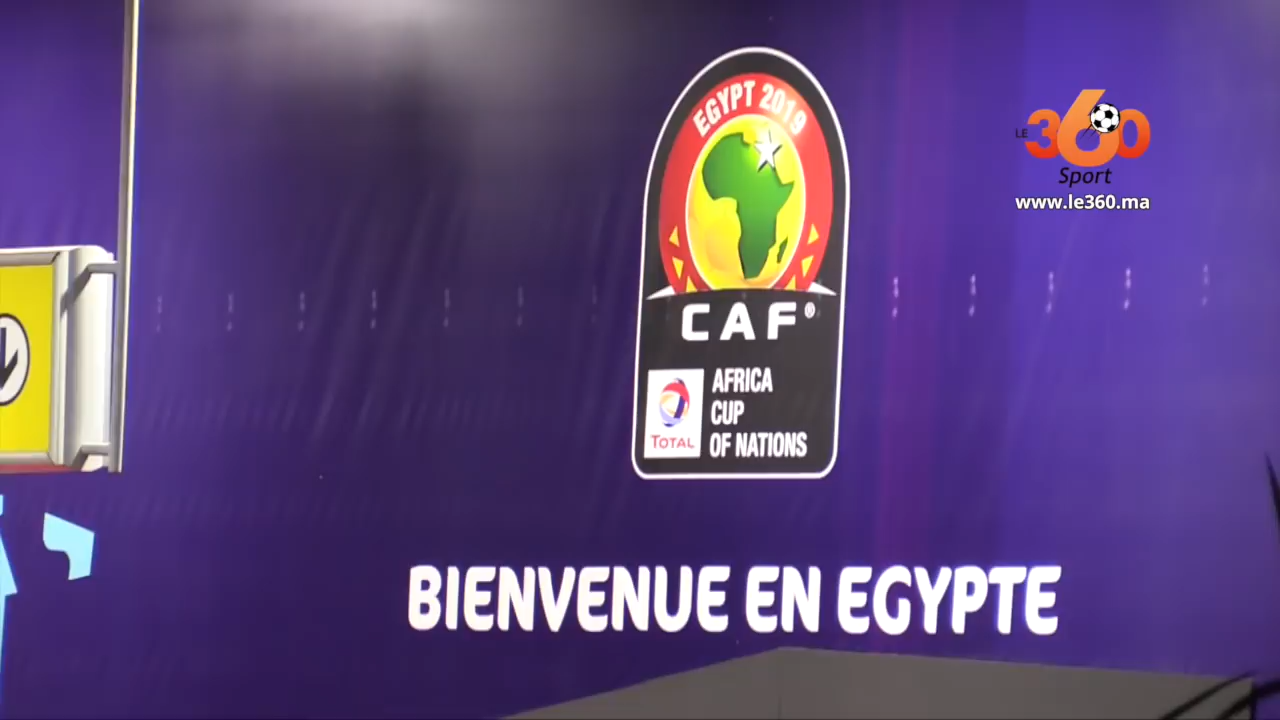 EGYPT 2019
CAF®
TOTAL
AFRICA
CUP
OF NATIONS
BIENVENUE EN EGYPTE
LE 360
Sport
www.le360.ma